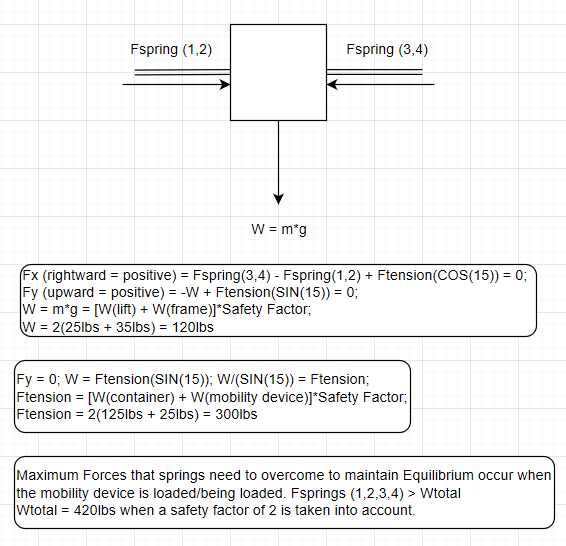 Fspring (1,2) Fspring (3,4)
W = m*g
Fx (rightward = positive) = Fspring(3,4) - Fspring(1,2) + Ftension(COS(15)) = 0;
Fy (upward = positive) = -W + Ftension(SIN(15)) = 0;
W = m*g = [W(lift) + W(frame)]*Safety Factor;
W = 2(25lbs + 35lbs) = 120lbs
Fy = 0; W = Ftension(SIN(15)); W/(SIN(15)) = Ftension;
Ftension = [W(container) + W(mobility device)]*Safety Factor;
Ftension = 2(125lbs + 25lbs) = 300lbs
Maximum Forces that springs need to overcome to maintain Equilibrium occur when
the mobility device is loaded/being loaded. Fsprings (1,2,3,4) > Wtotal
Wtotal = 420lbs when a safety factor of 2 is taken into account.